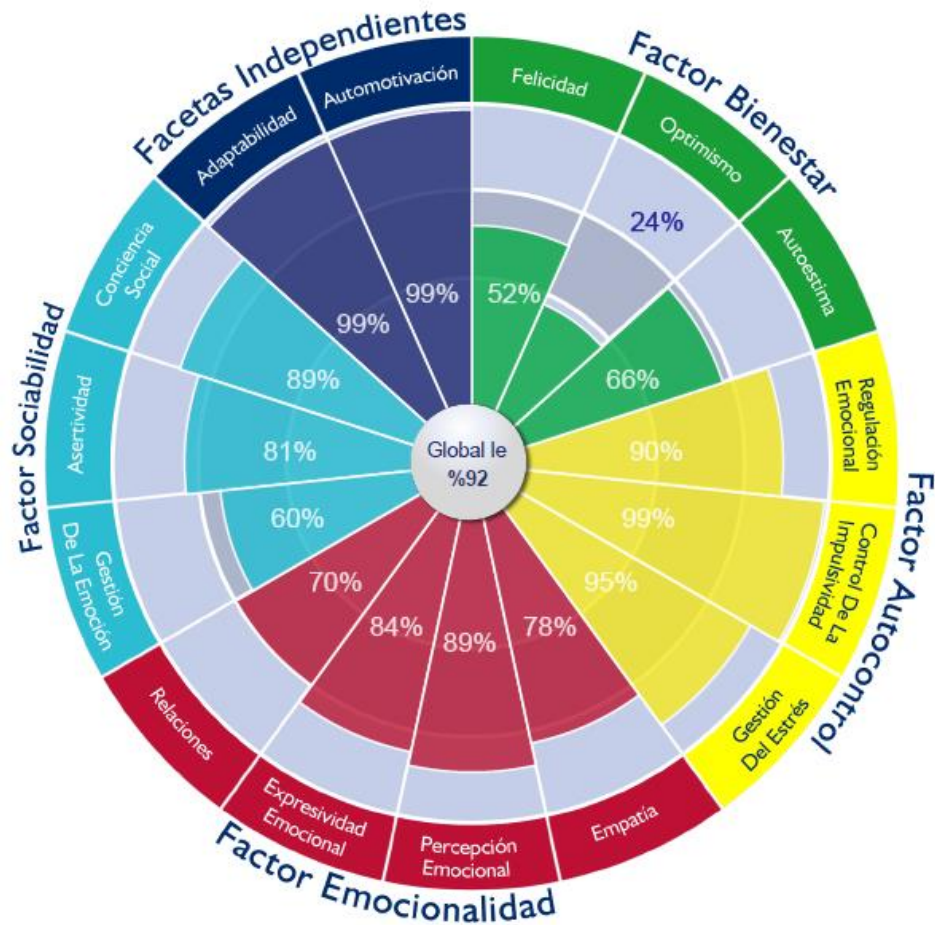 Facetas Independientes
Automotivación
99%
Adaptabilidad
99%
Factor Bienestar
Felicidad
52%
Optimismo
24%
Autoestima
66%
Factor Autocontrol
Regulación
Emocional
90%
Control De La
Impulsividad
99%
Gestión
Del Estrés
95%
Factor Emocionalidad
Empatía
78%
Percepción
Emocional
89%
Expresividad
Emocional
84%
Relaciones
70%
Factor Sociabilidad
Gestión
De La Emoción
60%
Asertividad
81%
Conciencia
Social
89%
Global Ie
%92